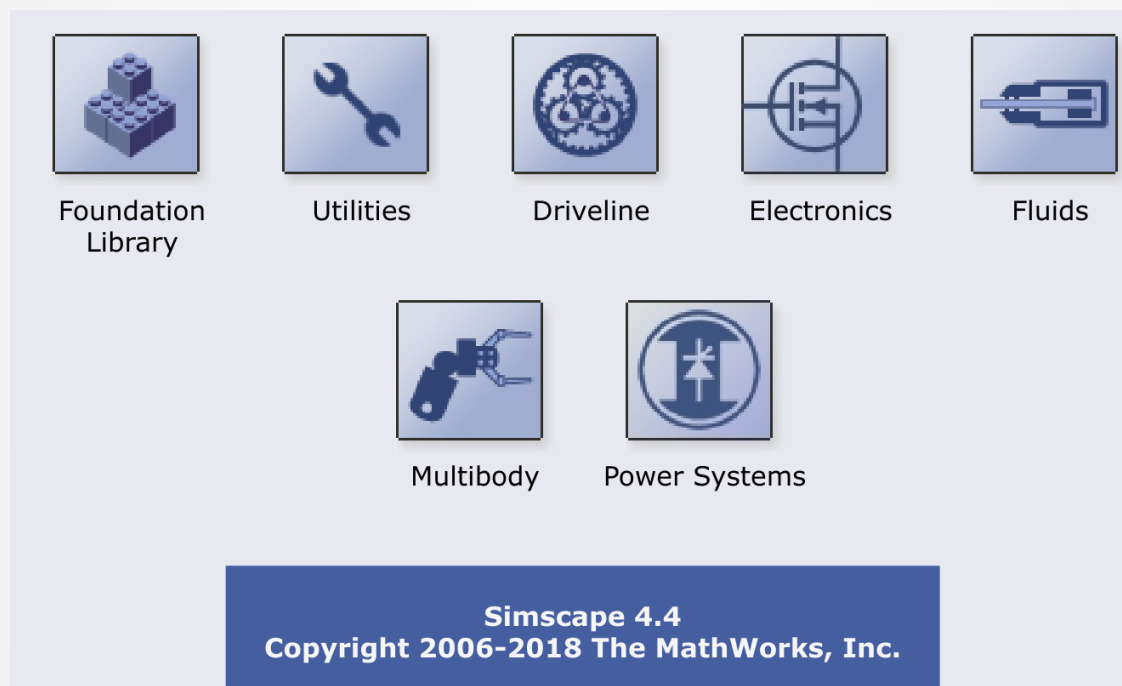 Foundation
Library
Utilities
Driveline
Electronics
Fluids
Multibody
Power Systems
Simscape 4.4
Copyright 2006-2018 The MathWorks, Inc.